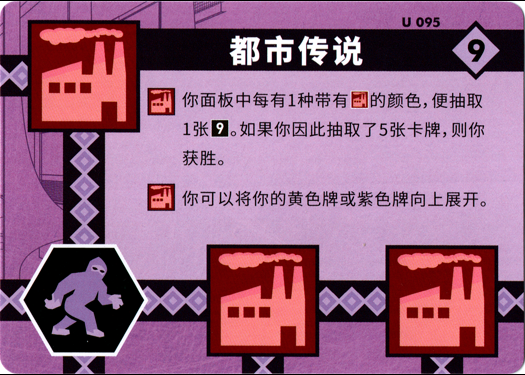 U 095
都市传说
9
你面板中每有1种带有的颜色，便抽取
1张9。如果你因此抽取了5张卡牌，则你
获胜。
你可以将你的黄色牌或紫色牌向上展开。